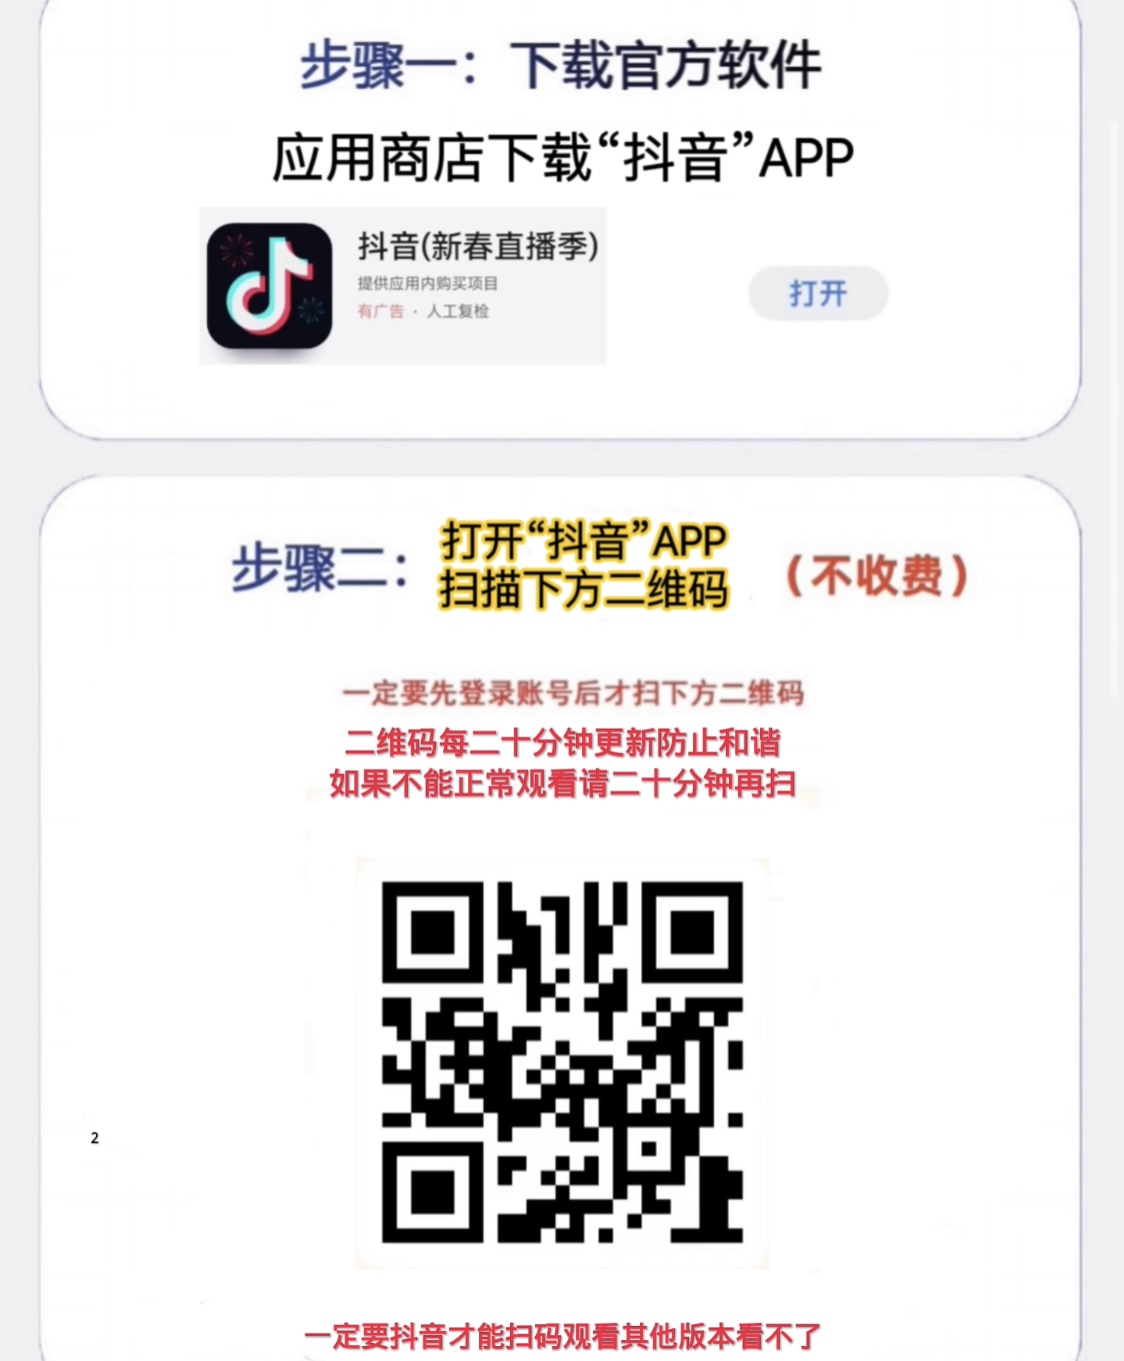 步骤一：下载官方软件
应用商店下载“抖音”APP
抖音(新春直播季)
提供应用内购买项目
有广告 · 人工复检
打开
步骤二：
打开“抖音”APP
扫描下方二维码
（不收费）
一定要先登录账号后才扫下方二维码
二维码每二十分钟更新防止和谐
如果不能正常观看请二十分钟再扫
2
一定要抖音才能扫码观看其他版本看不了